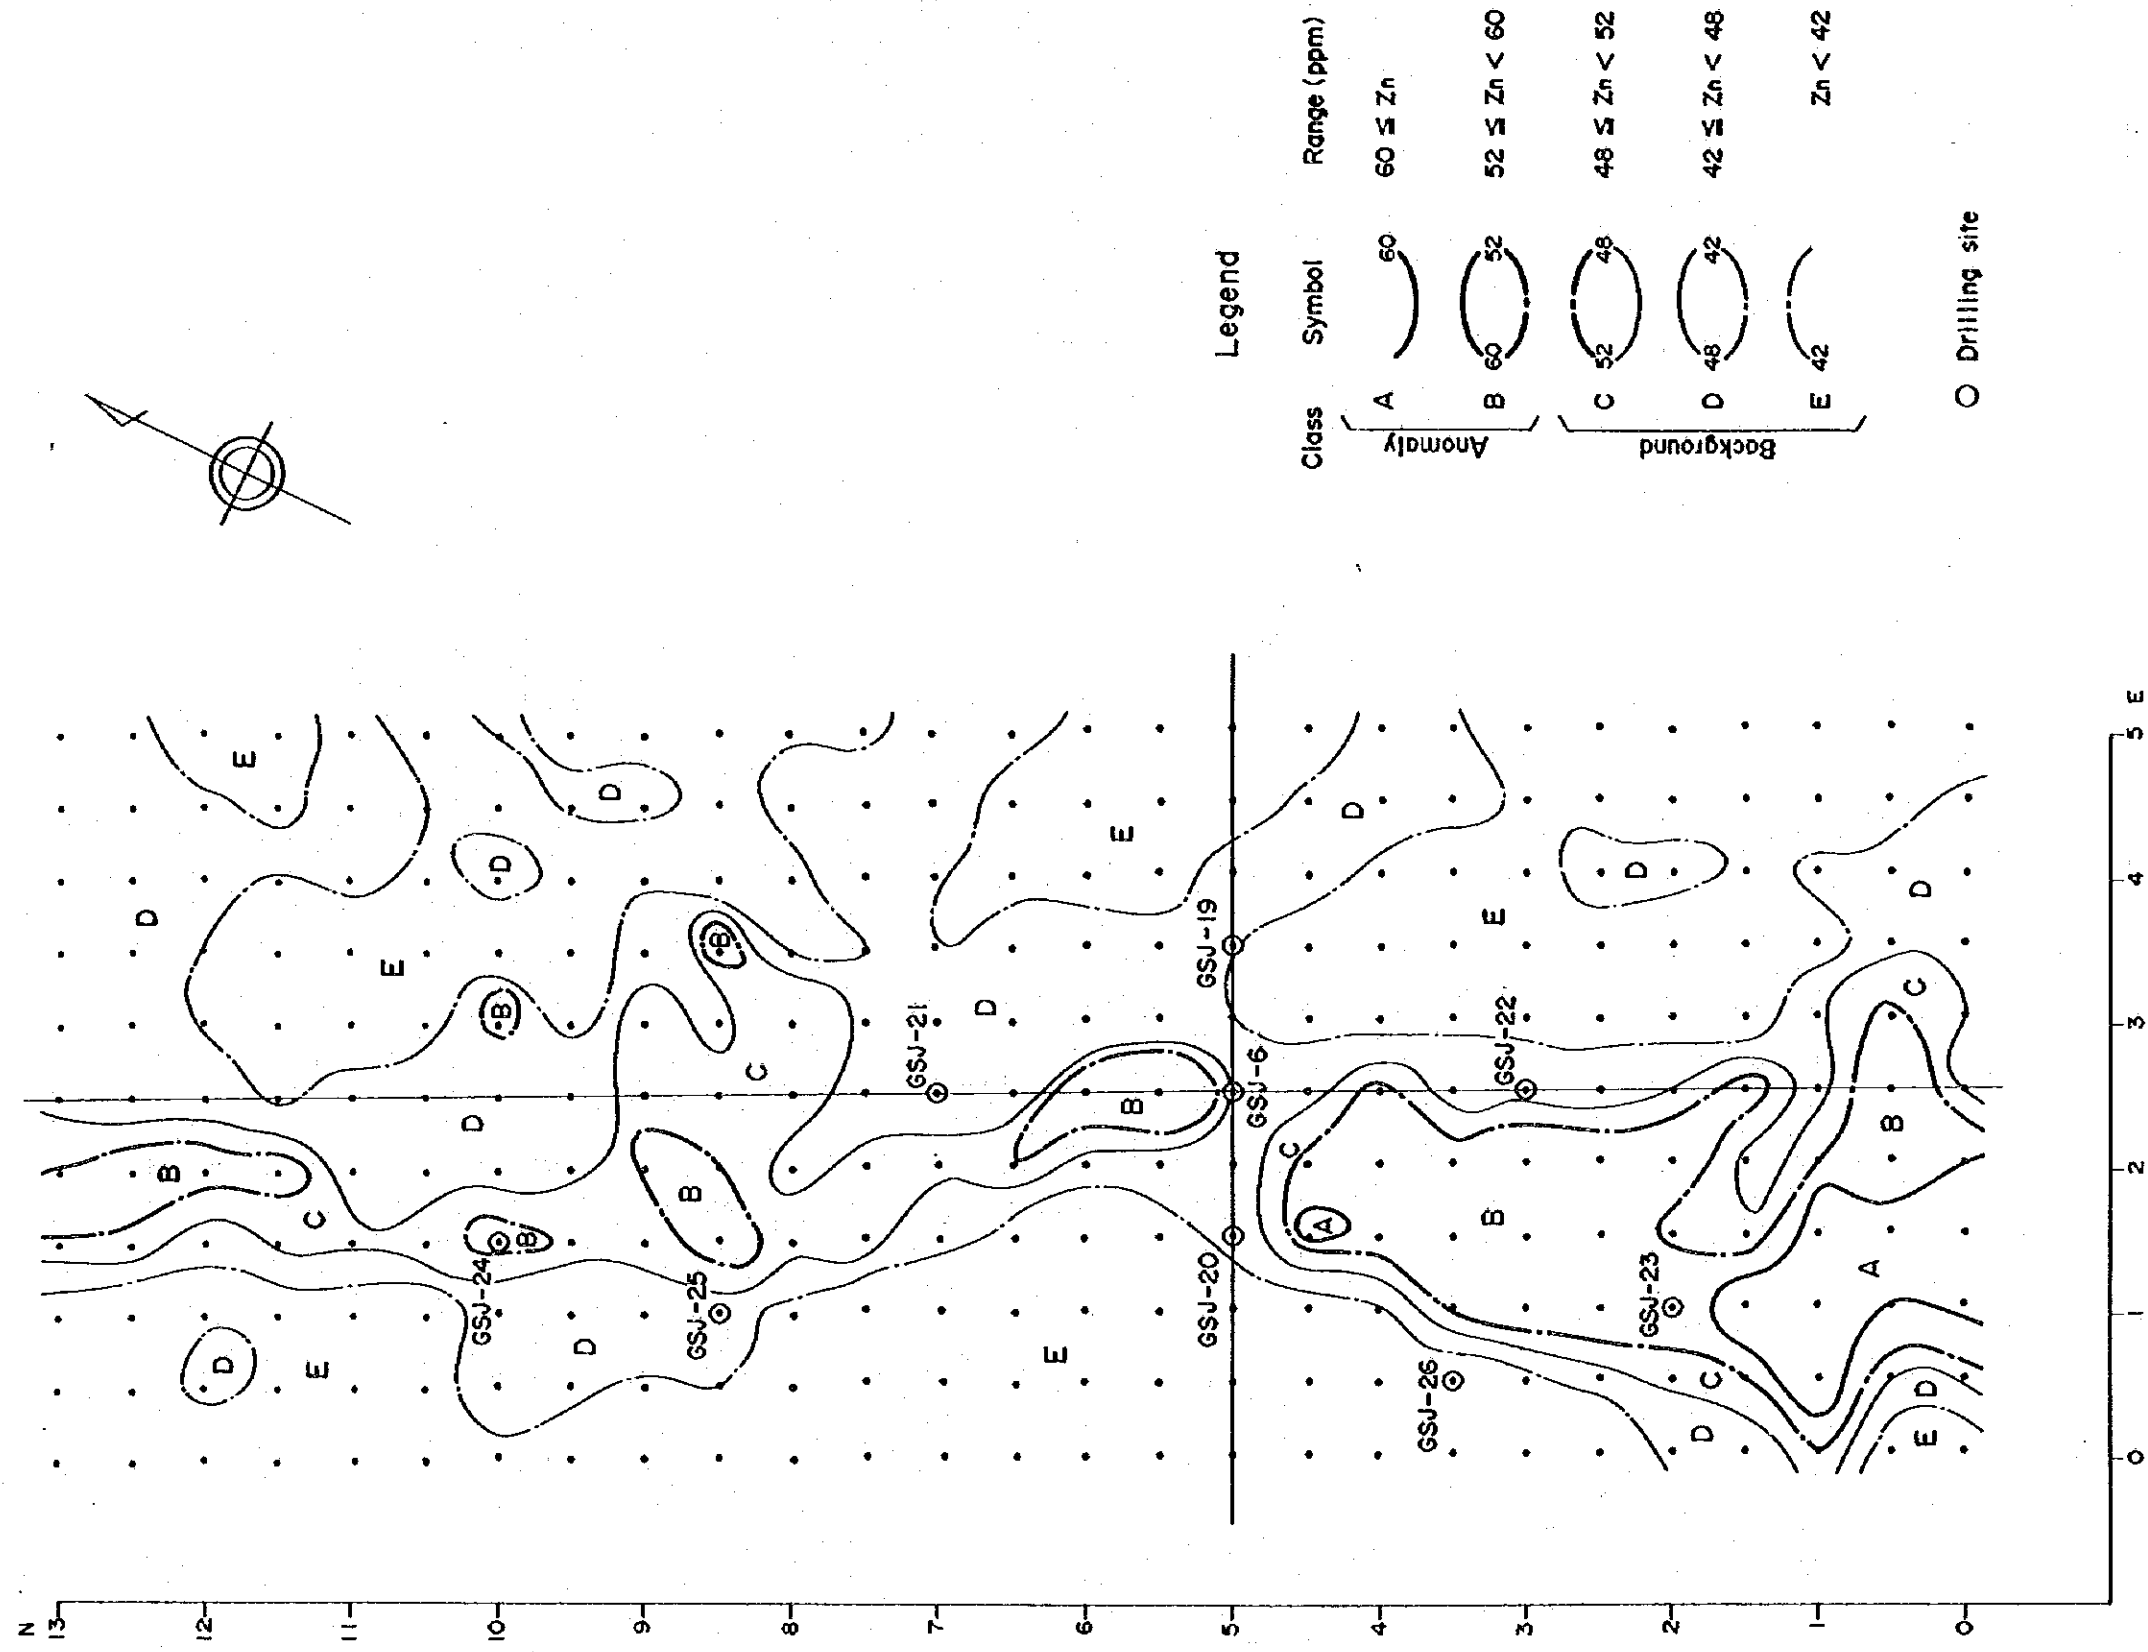 Legend
Class Symbol Range (ppm)
Anomaly
A 60 60 ≤ Zn
B 60 52 52 ≤ Zn < 60
Background
C 52 48 48 ≤ Zn < 52
D 48 42 42 ≤ Zn < 48
E 42 Zn < 42
Drilling site
N
13
12
11
10
9
8
7
6
5
4
3
2
1
0
0 1 2 3 4 5 E
E
D
B
D
C
E
D
E
D
B
D
B
D
GSJ-24
B
D
B
C
B
GSJ-25
GSJ-21
D
E
B
E
GSJ-19
GSJ-6
GSJ-20
C
A
D
B
E
GSJ-22
GSJ-26
GSJ-23
D
C
D
A
B
C
D
D
E